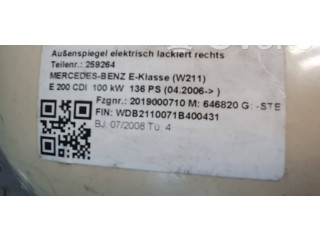 Außenspiegel elektrisch lackiert rechts
Teilenr.: 259264
MERCEDES-BENZ E-Klasse (W211)
E 200 CDI 100 kW 136 PS (04.2006-> )
Fzgnr.: 2019000710 M: 646820 G: -STE
FIN: WDB2110071B400431
BJ: 07/2008 Tü: 4